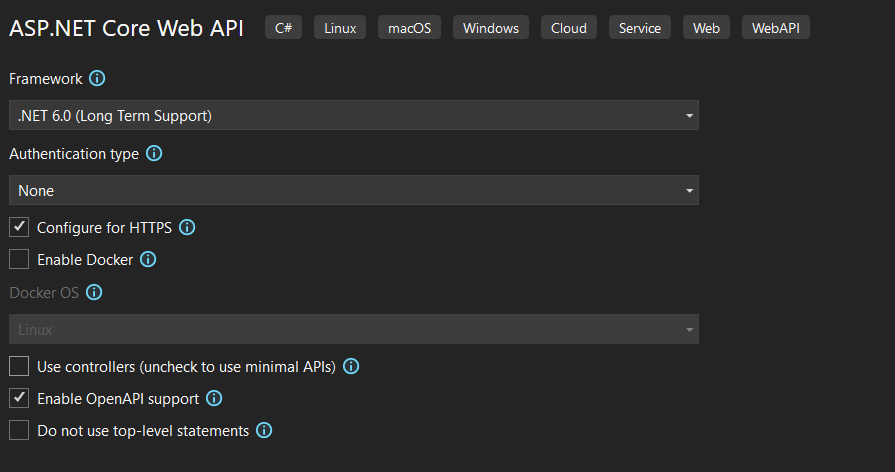 ASP.NET Core Web API C# Linux macOS Windows Cloud Service Web WebAPI
Framework
.NET 6.0 (Long Term Support)
Authentication type
None
Configure for HTTPS
Enable Docker
Docker OS
Linux
Use controllers (uncheck to use minimal APIs)
Enable OpenAPI support
Do not use top-level statements